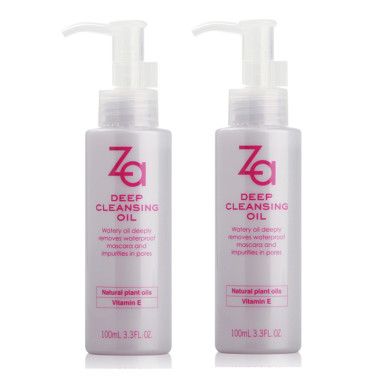 Za
DEEP
CLEANSING
OIL
Watery oil deeply
removes waterproof
mascara and
impurities in pores
Natural plant oils
Vitamin E
100mL 3.3FL.OZ.
Za
DEEP
CLEANSING
OIL
Watery oil deeply
removes waterproof
mascara and
impurities in pores
Natural plant oils
Vitamin E
100mL 3.3FL.OZ.